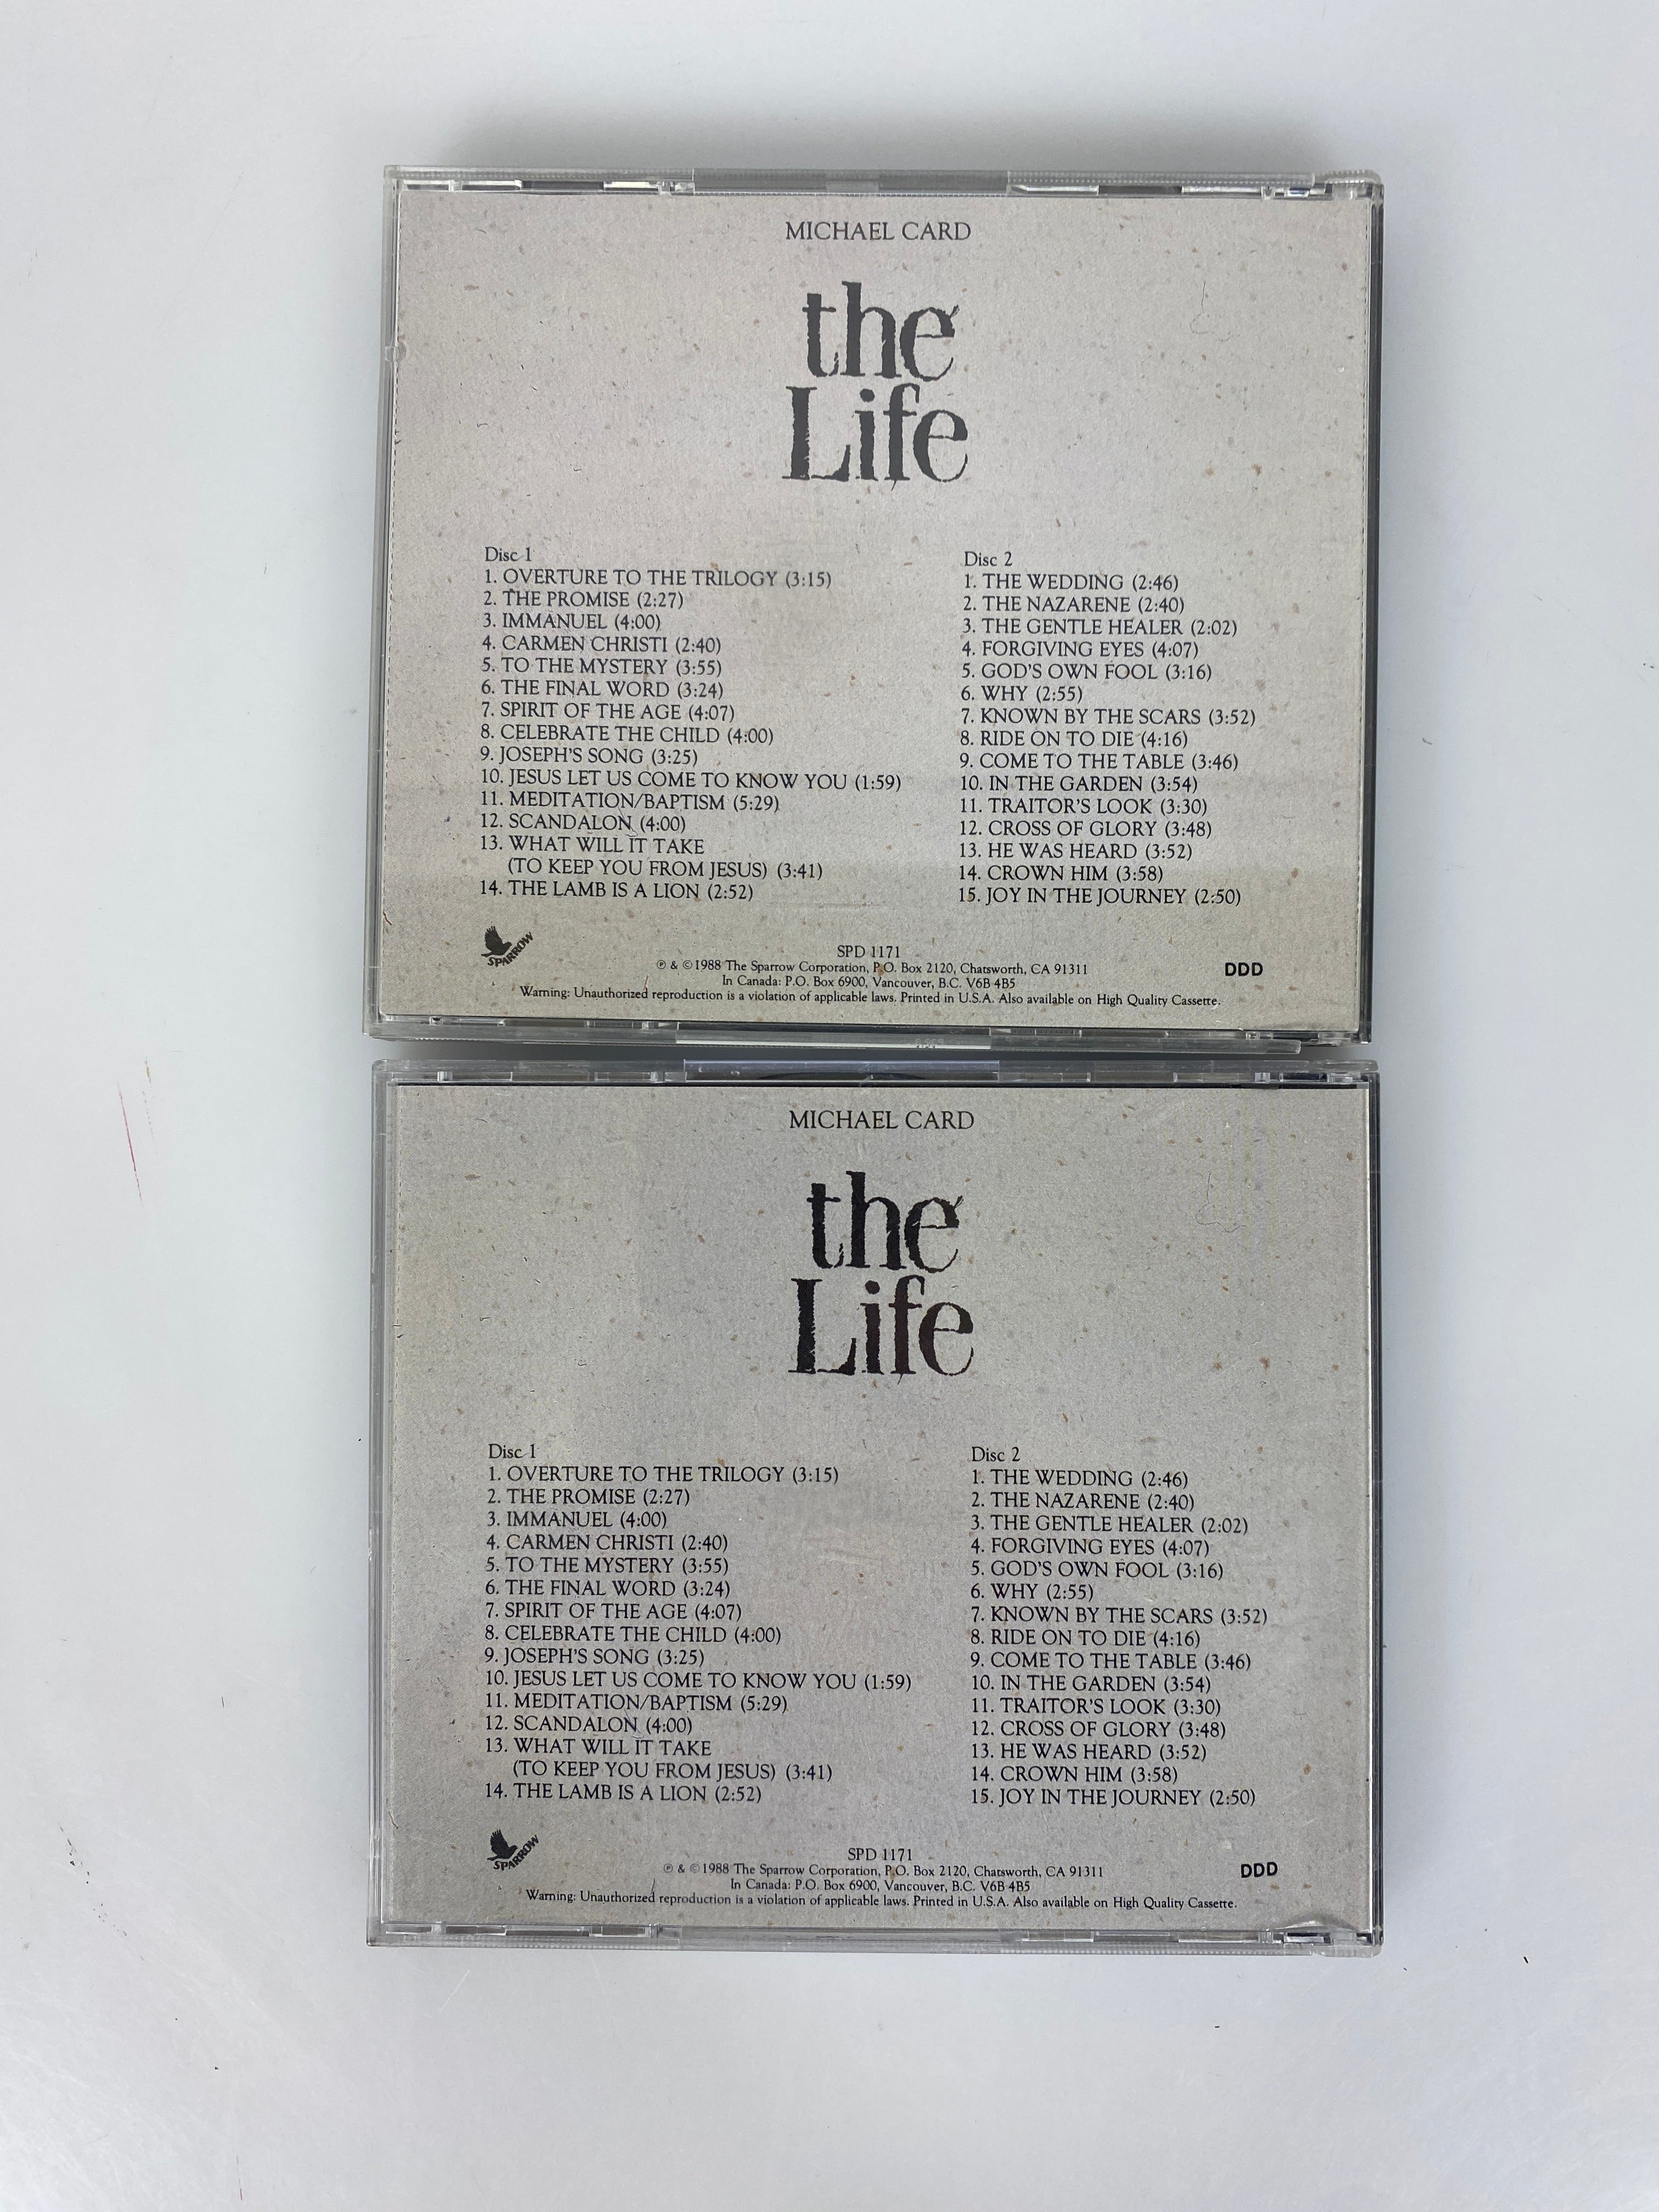 MICHAEL CARD
the
Life
Disc 1
1. OVERTURE TO THE TRILOGY (3:15)
2. THE PROMISE (2:27)
3. IMMANUEL (4:00)
4. CARMEN CHRISTI (2:40)
5. TO THE MYSTERY (3:55)
6. THE FINAL WORD (3:24)
7. SPIRIT OF THE AGE (4:07)
8. CELEBRATE THE CHILD (4:00)
9. JOSEPH'S SONG (3:25)
10. JESUS LET US COME TO KNOW YOU (1:59)
11. MEDITATION/BAPTISM (5:29)
12. SCANDALON (4:00)
13. WHAT WILL IT TAKE
(TO KEEP YOU FROM JESUS) (3:41)
14. THE LAMB IS A LION (2:52)
Disc 2
1. THE WEDDING (2:46)
2. THE NAZARENE (2:40)
3. THE GENTLE HEALER (2:02)
4. FORGIVING EYES (4:07)
5. GOD'S OWN FOOL (3:16)
6. WHY (2:55)
7. KNOWN BY THE SCARS (3:52)
8. RIDE ON TO DIE (4:16)
9. COME TO THE TABLE (3:46)
10. IN THE GARDEN (3:54)
11. TRAITOR'S LOOK (3:30)
12. CROSS OF GLORY (3:48)
13. HE WAS HEARD (3:52)
14. CROWN HIM (3:58)
15. JOY IN THE JOURNEY (2:50)
SPARROW
SPD 1171
℗ & © 1988 The Sparrow Corporation, P.O. Box 2120, Chatsworth, CA 91311
In Canada: P.O. Box 6900, Vancouver, B.C. V6B 4B5
Warning: Unauthorized reproduction is a violation of applicable laws. Printed in U.S.A. Also available on High Quality Cassette.
DDD
MICHAEL CARD
the
Life
Disc 1
1. OVERTURE TO THE TRILOGY (3:15)
2. THE PROMISE (2:27)
3. IMMANUEL (4:00)
4. CARMEN CHRISTI (2:40)
5. TO THE MYSTERY (3:55)
6. THE FINAL WORD (3:24)
7. SPIRIT OF THE AGE (4:07)
8. CELEBRATE THE CHILD (4:00)
9. JOSEPH'S SONG (3:25)
10. JESUS LET US COME TO KNOW YOU (1:59)
11. MEDITATION/BAPTISM (5:29)
12. SCANDALON (4:00)
13. WHAT WILL IT TAKE
(TO KEEP YOU FROM JESUS) (3:41)
14. THE LAMB IS A LION (2:52)
Disc 2
1. THE WEDDING (2:46)
2. THE NAZARENE (2:40)
3. THE GENTLE HEALER (2:02)
4. FORGIVING EYES (4:07)
5. GOD'S OWN FOOL (3:16)
6. WHY (2:55)
7. KNOWN BY THE SCARS (3:52)
8. RIDE ON TO DIE (4:16)
9. COME TO THE TABLE (3:46)
10. IN THE GARDEN (3:54)
11. TRAITOR'S LOOK (3:30)
12. CROSS OF GLORY (3:48)
13. HE WAS HEARD (3:52)
14. CROWN HIM (3:58)
15. JOY IN THE JOURNEY (2:50)
SPARROW
SPD 1171
℗ & © 1988 The Sparrow Corporation, P.O. Box 2120, Chatsworth, CA 91311
In Canada: P.O. Box 6900, Vancouver, B.C. V6B 4B5
Warning: Unauthorized reproduction is a violation of applicable laws. Printed in U.S.A. Also available on High Quality Cassette.
DDD